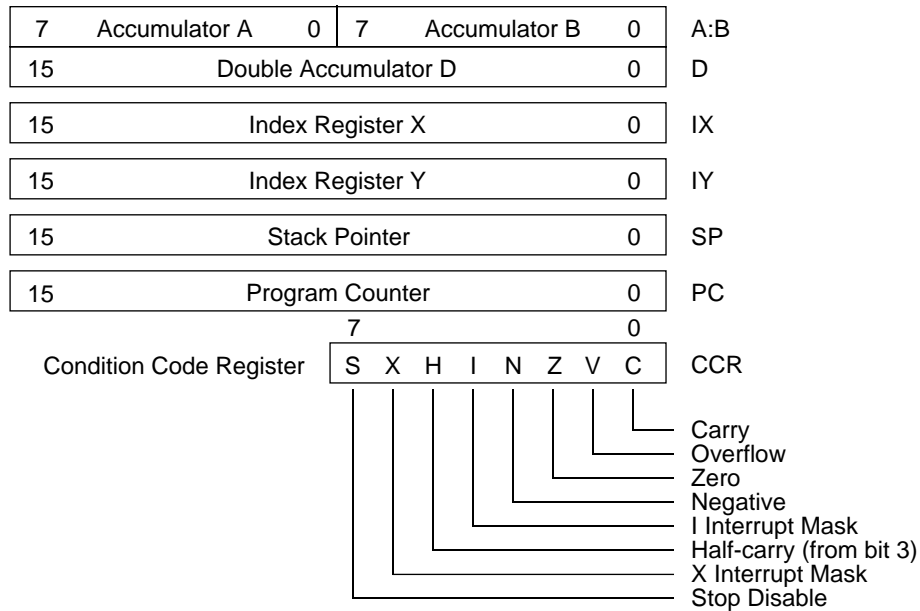 7 Accumulator A 0 7 Accumulator B 0 A:B
15 Double Accumulator D 0 D
15 Index Register X 0 IX
15 Index Register Y 0 IY
15 Stack Pointer 0 SP
15 Program Counter 0 PC
7 0
Condition Code Register S X H I N Z V C CCR
Carry
Overflow
Zero
Negative
I Interrupt Mask
Half-carry (from bit 3)
X Interrupt Mask
Stop Disable